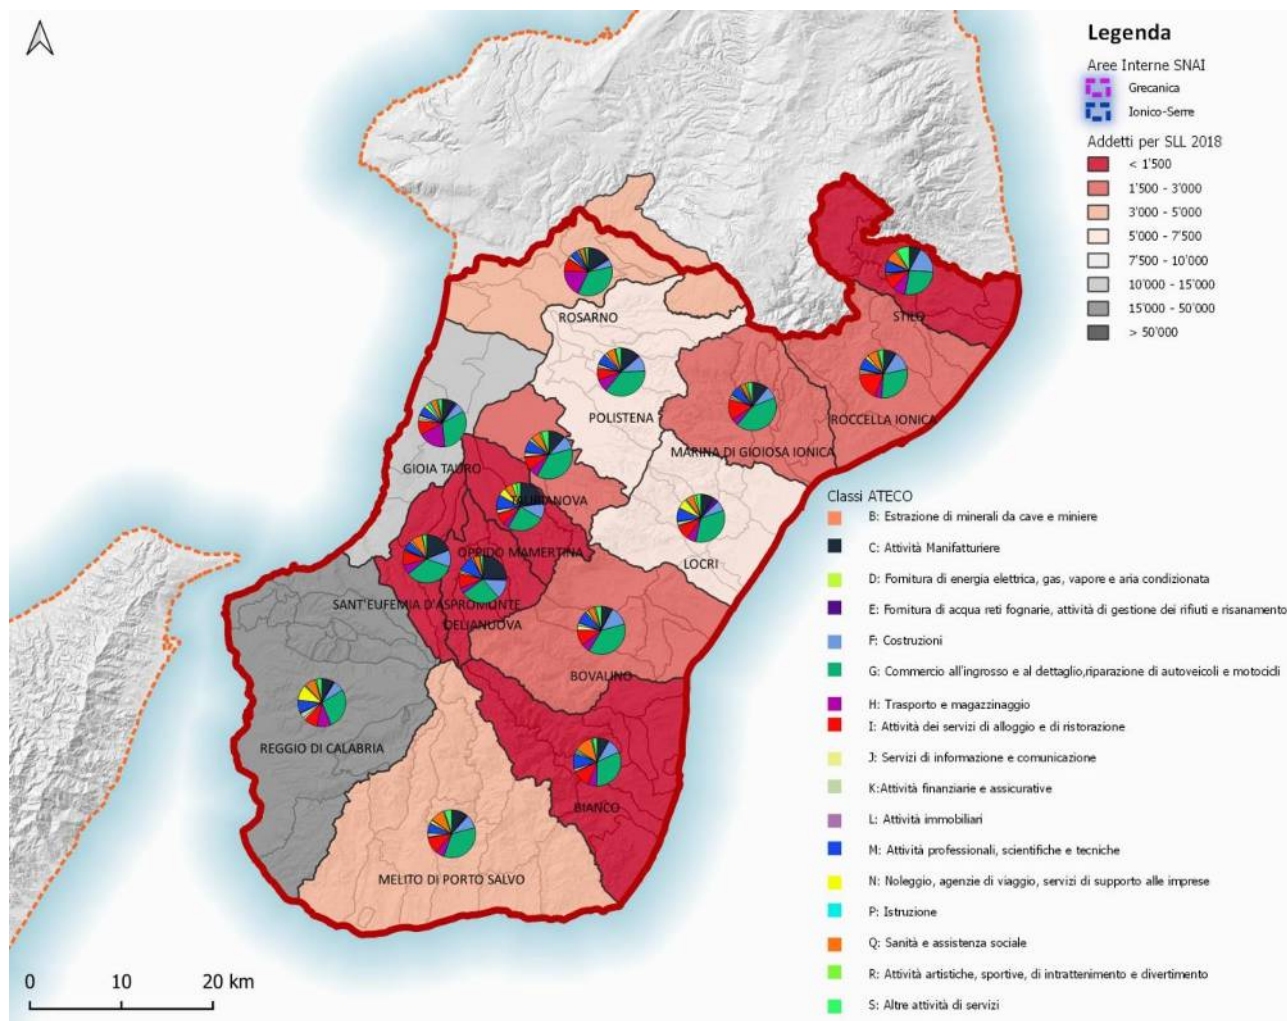 Legenda
Aree Interne SNAI
Grecanica
Ionico-Serre
Addetti per SLL 2018
< 1'500
1'500 - 3'000
3'000 - 5'000
5'000 - 7'500
7'500 - 10'000
10'000 - 15'000
15'000 - 50'000
> 50'000
ROSARNO
STILO
POLISTENA
ROCCELLA IONICA
MARINA DI GIOIOSA IONICA
GIOIA TAURO
TAURIANOVA
OPPIDO MAMERTINA
LOCRI
SANT'EUFEMIA D'ASPROMONTE
DELIANUOVA
BOVALINO
REGGIO DI CALABRIA
BIANCO
MELITO DI PORTO SALVO
Classi ATECO
B: Estrazione di minerali da cave e miniere
C: Attività Manifatturiere
D: Fornitura di energia elettrica, gas, vapore e aria condizionata
E: Fornitura di acqua reti fognarie, attività di gestione dei rifiuti e risanamento
F: Costruzioni
G: Commercio all'ingrosso e al dettaglio,riparazione di autoveicoli e motocicli
H: Trasporto e magazzinaggio
I: Attività dei servizi di alloggio e di ristorazione
J: Servizi di informazione e comunicazione
K:Attività finanziarie e assicurative
L: Attività immobiliari
M: Attività professionali, scientifiche e tecniche
N: Noleggio, agenzie di viaggio, servizi di supporto alle imprese
P: Istruzione
Q: Sanità e assistenza sociale
R: Attività artistiche, sportive, di intrattenimento e divertimento
S: Altre attività di servizi
0 10 20 km